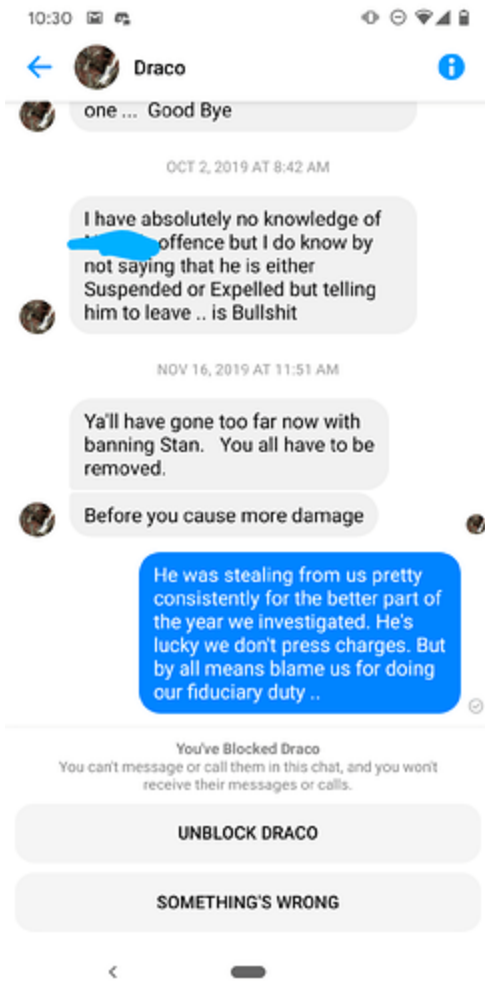 10:30
Draco
one ... Good Bye
OCT 2, 2019 AT 8:42 AM
I have absolutely no knowledge of
offence but I do know by
not saying that he is either
Suspended or Expelled but telling
him to leave .. is Bullshit
NOV 16, 2019 AT 11:51 AM
Ya'll have gone too far now with
banning Stan. You all have to be
removed.
Before you cause more damage
He was stealing from us pretty
consistently for the better part of
the year we investigated. He's
lucky we don't press charges. But
by all means blame us for doing
our fiduciary duty ..
You've Blocked Draco
You can't message or call them in this chat, and you won't
receive their messages or calls.
UNBLOCK DRACO
SOMETHING'S WRONG